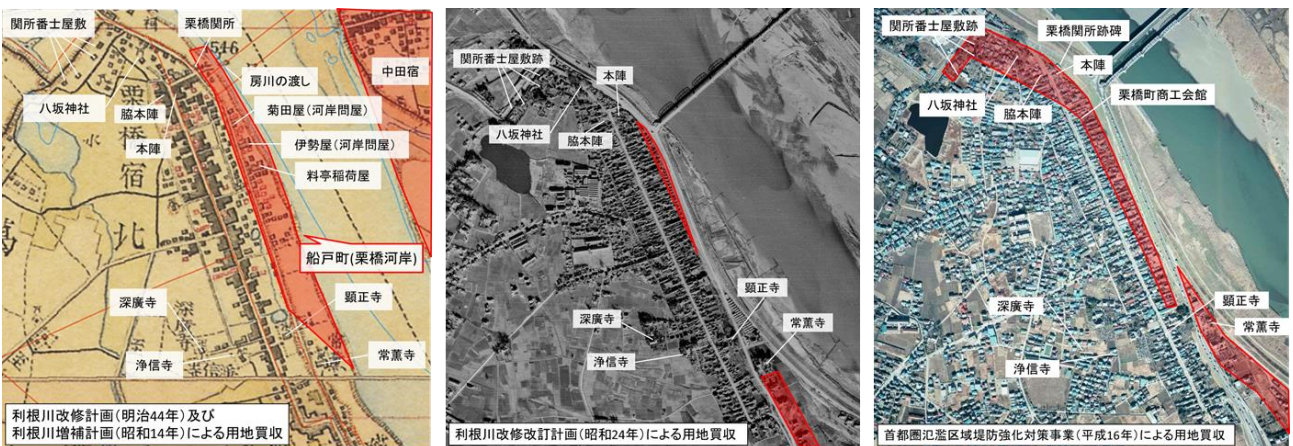 関所番士屋敷
栗橋関所
516
房川の渡し
中田宿
菊田屋(河岸問屋)
八坂神社
脇本陣
本陣
伊勢屋(河岸問屋)
料亭稲荷屋
栗橋宿
北
葛
水
船戸町(栗橋河岸)
深廣寺
深廣寺
顕正寺
浄信寺
常薫寺
利根川改修計画(明治44年)及び
利根川増補計画(昭和14年)による用地買収
関所番士屋敷跡
本陣
八坂神社
脇本陣
顕正寺
深廣寺
常薫寺
浄信寺
利根川改修改訂計画(昭和24年)による用地買収
関所番士屋敷跡
栗橋関所跡碑
本陣
栗橋町商工会館
八坂神社
脇本陣
深廣寺
顕正寺
常薫寺
浄信寺
首都圏氾濫区域堤防強化対策事業(平成16年)による用地買収